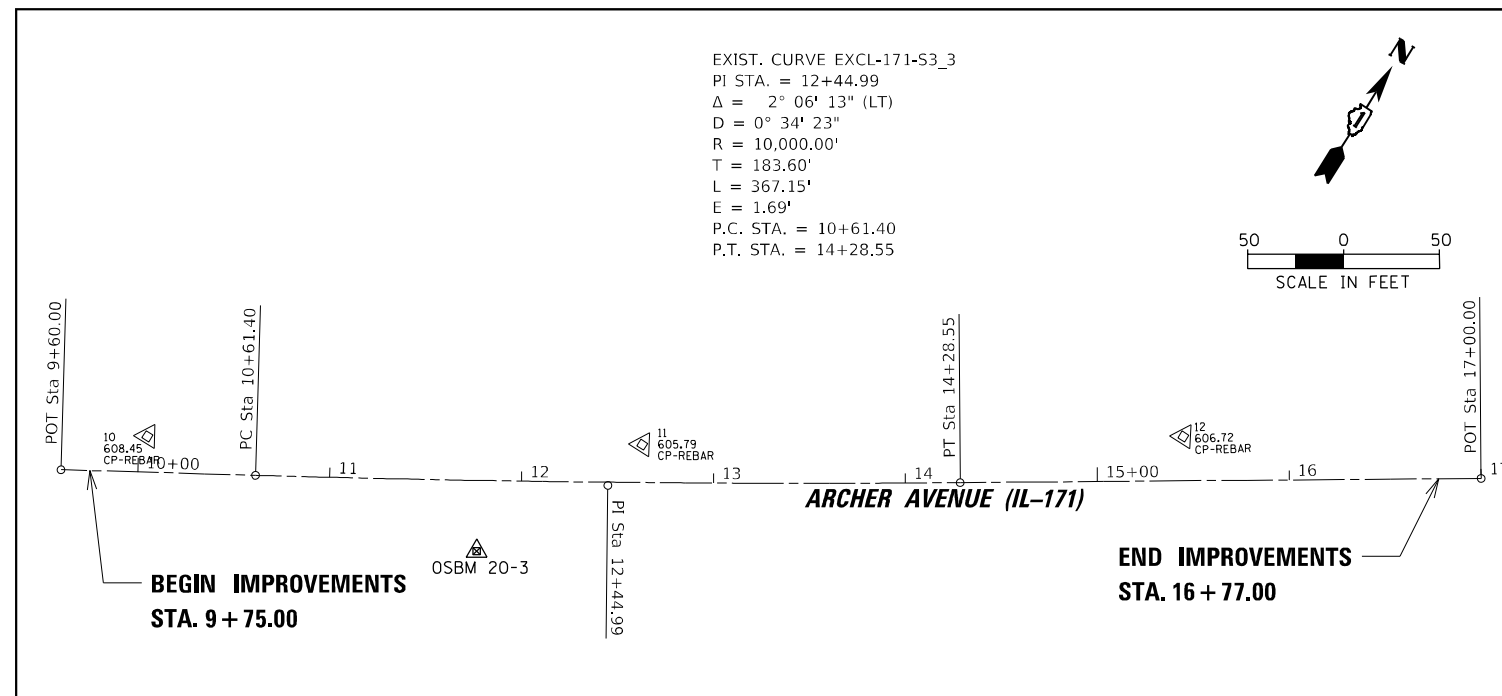 EXIST. CURVE EXCL-171-S3_3
PI STA. = 12+44.99
Δ = 2° 06' 13" (LT)
D = 0° 34' 23"
R = 10,000.00'
T = 183.60'
L = 367.15'
E = 1.69'
P.C. STA. = 10+61.40
P.T. STA. = 14+28.55
N
1
50 0 50
SCALE IN FEET
POT Sta 9+60.00
PC Sta 10+61.40
PT Sta 14+28.55
POT Sta 17+00.00
10
608.45
CP-REBAR
11
605.79
CP-REBAR
12
606.72
CP-REBAR
10+00
11
12
13
14
15+00
16
ARCHER AVENUE (IL-171)
PI Sta 12+44.99
OSBM 20-3
BEGIN IMPROVEMENTS
STA. 9+75.00
END IMPROVEMENTS
STA. 16+77.00